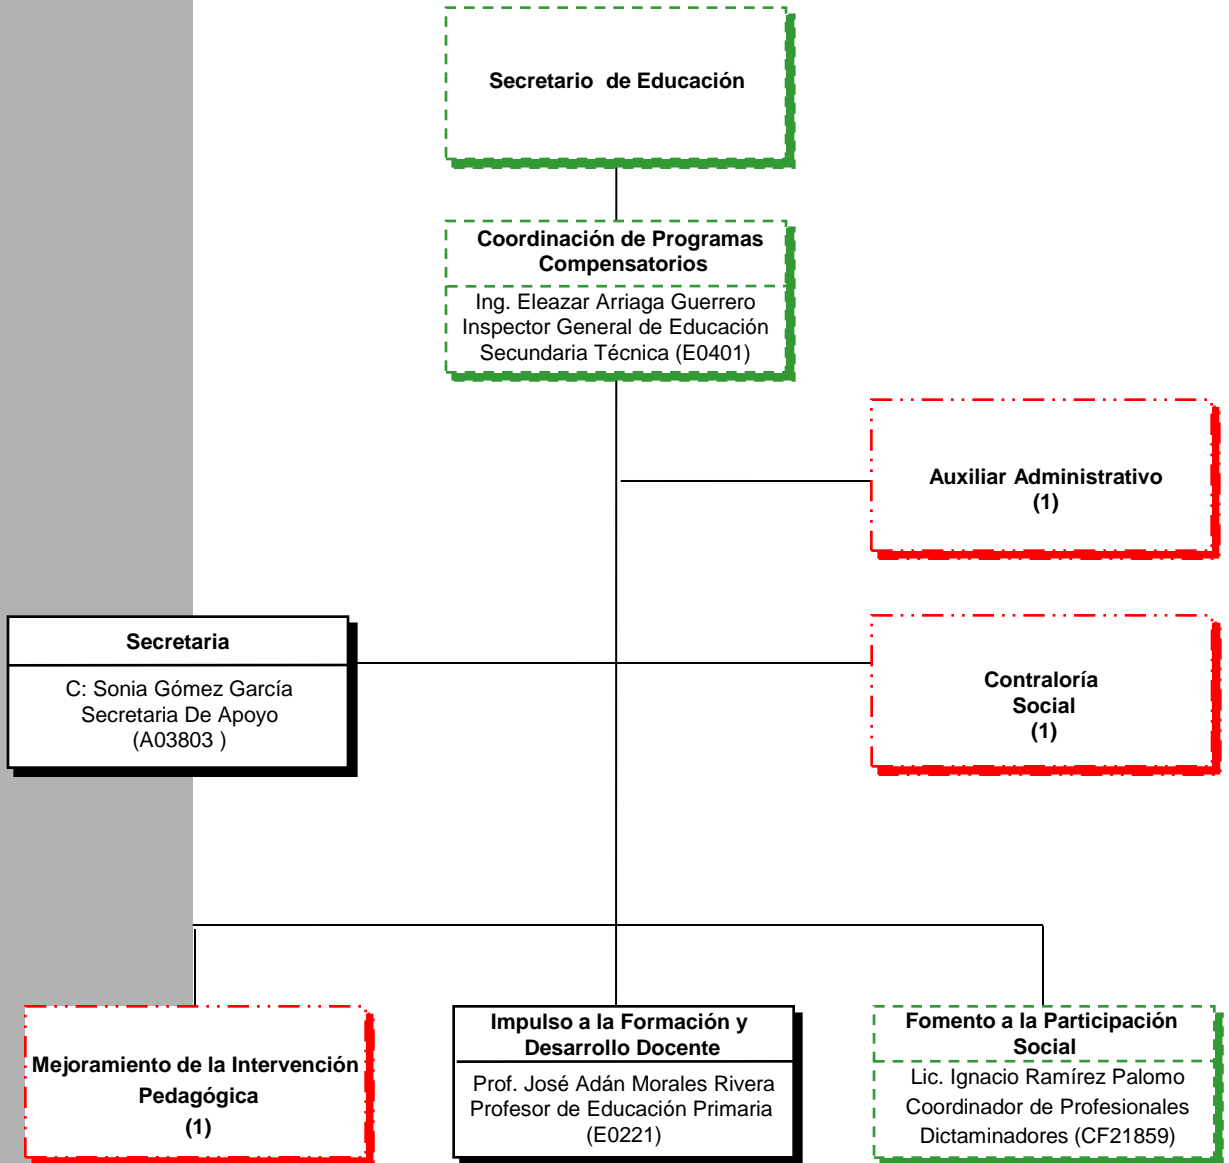 Secretario de Educación
Coordinación de Programas
Compensatorios
Ing. Eleazar Arriaga Guerrero
Inspector General de Educación
Secundaria Técnica (E0401)
Auxiliar Administrativo
(1)
Secretaria
C: Sonia Gómez García
Secretaria De Apoyo
(A03803 )
Contraloría
Social
(1)
Mejoramiento de la Intervención
Pedagógica
(1)
Impulso a la Formación y
Desarrollo Docente
Prof. José Adán Morales Rivera
Profesor de Educación Primaria
(E0221)
Fomento a la Participación
Social
Lic. Ignacio Ramírez Palomo
Coordinador de Profesionales
Dictaminadores (CF21859)